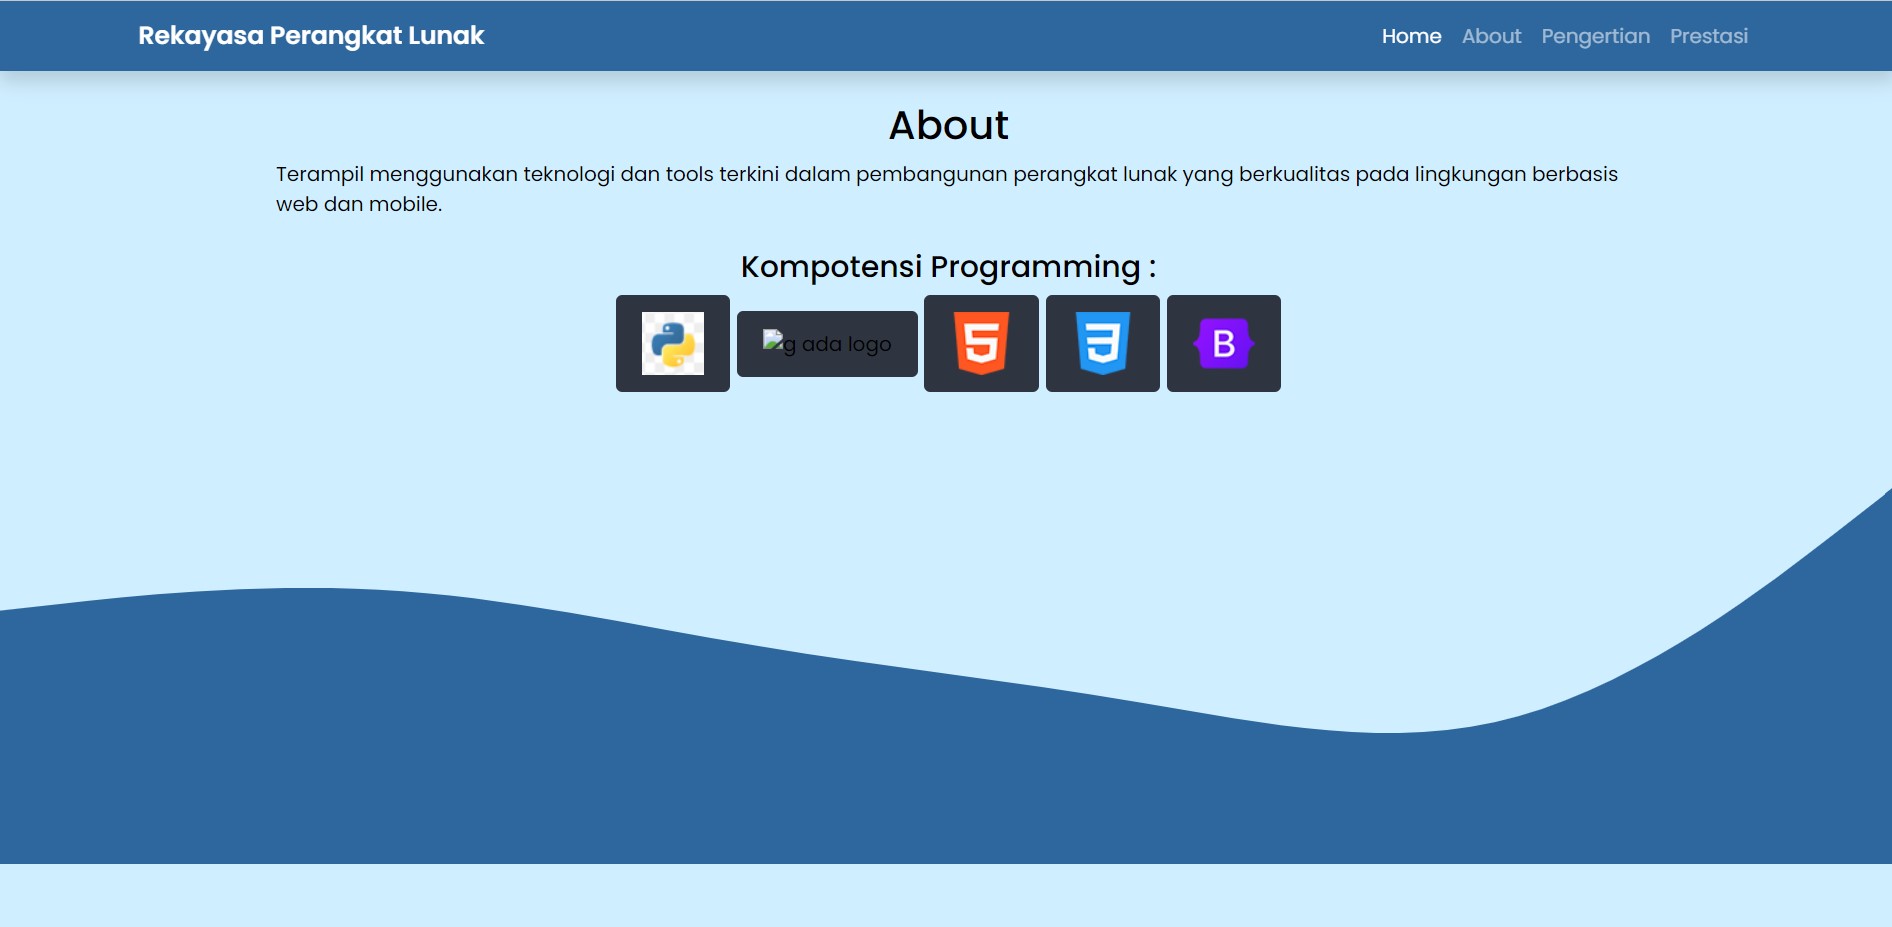 Rekayasa Perangkat Lunak
Home About Pengertian Prestasi
About
Terampil menggunakan teknologi dan tools terkini dalam pembangunan perangkat lunak yang berkualitas pada lingkungan berbasis
web dan mobile.
Kompotensi Programming :
g ada logo
5
3
B